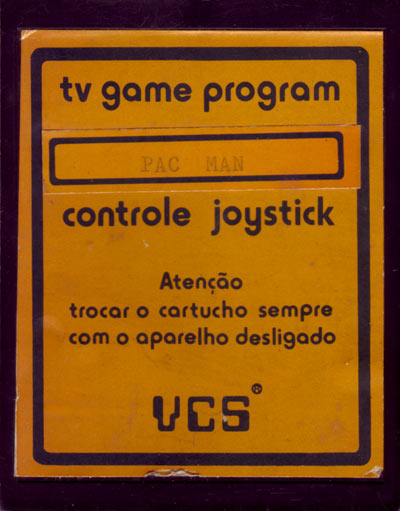 tv game program
PAC MAN
controle joystick
Atenção
trocar o cartucho sempre
com o aparelho desligado
VCS®